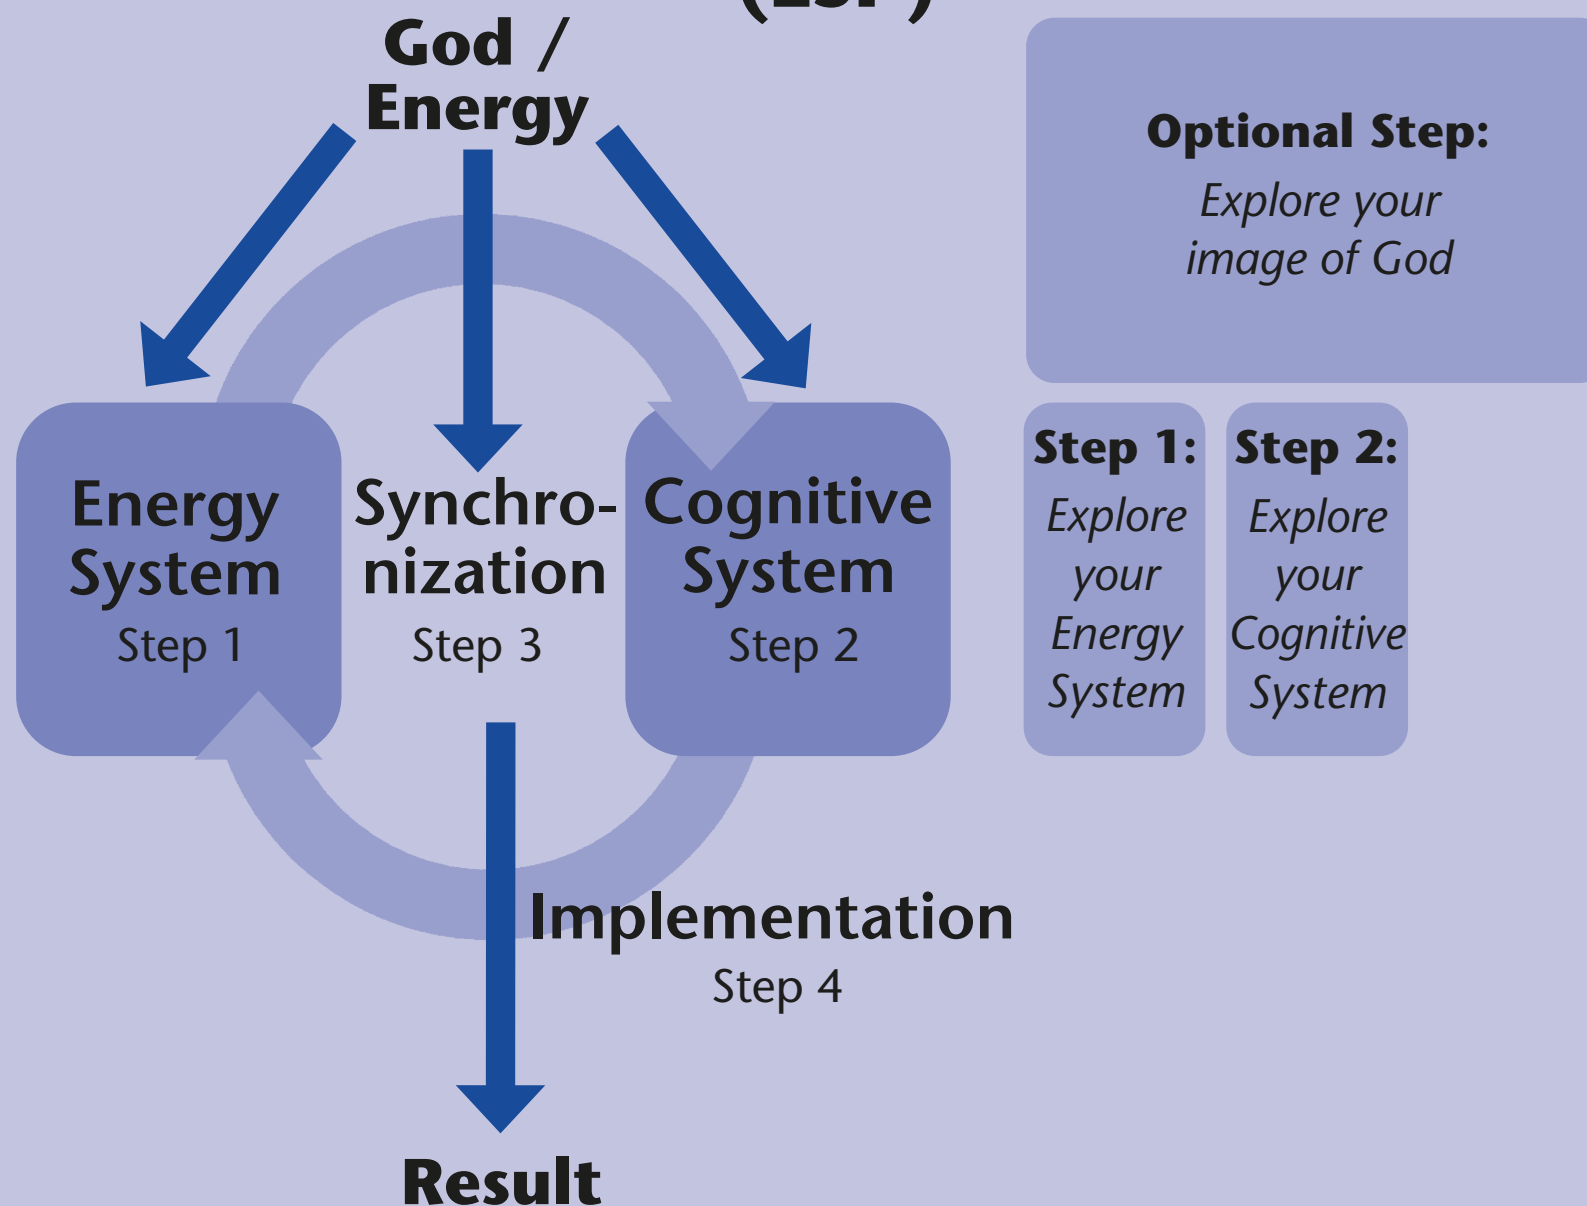 God /
Energy
Energy
System
Step 1
Synchro-
nization
Step 3
Cognitive
System
Step 2
Implementation
Step 4
Result
Optional Step:
Explore your
image of God
Step 1:
Explore
your
Energy
System
Step 2:
Explore
your
Cognitive
System